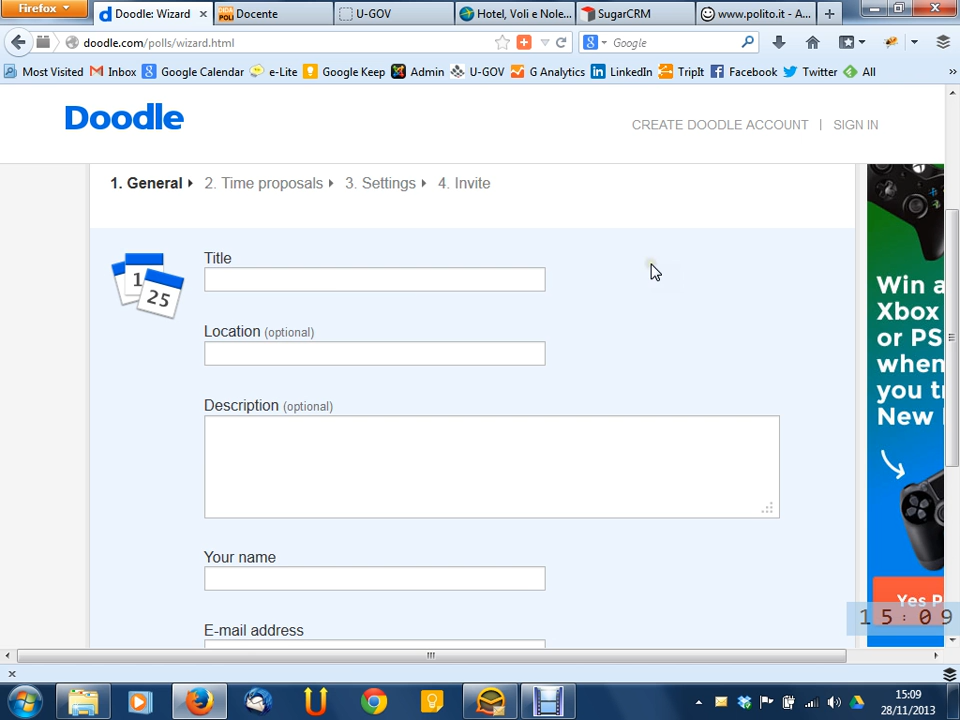 Firefox
Doodle: Wizard
Docente
U-GOV
Hotel, Voli e Nole...
SugarCRM
www.polito.it - A...
doodle.com/polls/wizard.html
Google
Most Visited
Inbox
Google Calendar
e-Lite
Google Keep
Admin
U-GOV
G Analytics
LinkedIn
TripIt
Facebook
Twitter
All
Doodle
CREATE DOODLE ACCOUNT | SIGN IN
1. General
2. Time proposals
3. Settings
4. Invite
1
25
Title
Location (optional)
Description (optional)
Your name
E-mail address
Win a
Xbox
or PS
when
you t
New
Yes P
15:09
15:09
28/11/2013